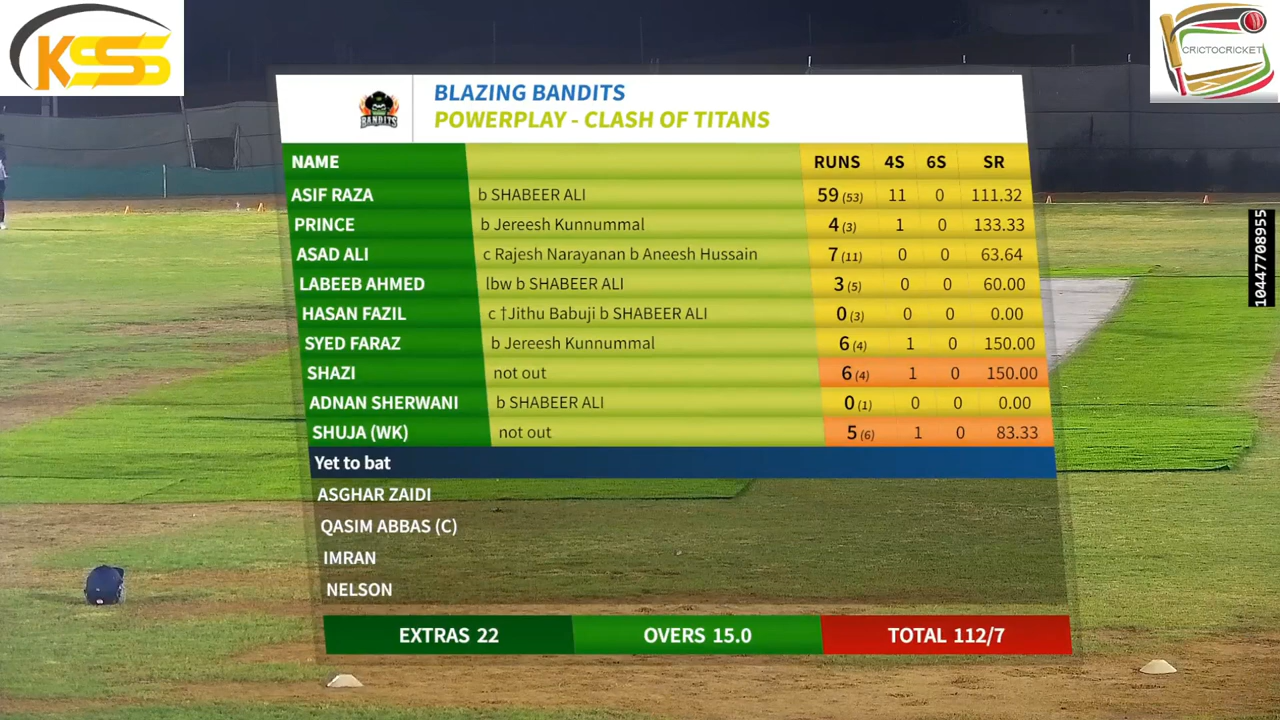 KSS
CRICTOCRICKET
BANDITS
BLAZING BANDITS
POWERPLAY - CLASH OF TITANS
NAME RUNS 4S 6S SR
ASIF RAZA b SHABEER ALI 59 (53) 11 0 111.32
PRINCE b Jereesh Kunnummal 4 (3) 1 0 133.33
ASAD ALI c Rajesh Narayanan b Aneesh Hussain 7 (11) 0 0 63.64
LABEEB AHMED lbw b SHABEER ALI 3 (5) 0 0 60.00
HASAN FAZIL c †Jithu Babuji b SHABEER ALI 0 (3) 0 0 0.00
SYED FARAZ b Jereesh Kunnummal 6 (4) 1 0 150.00
SHAZI not out 6 (4) 1 0 150.00
ADNAN SHERWANI b SHABEER ALI 0 (1) 0 0 0.00
SHUJA (WK) not out 5 (6) 1 0 83.33
Yet to bat
ASGHAR ZAIDI
QASIM ABBAS (C)
IMRAN
NELSON
EXTRAS 22 OVERS 15.0 TOTAL 112/7
10447708955